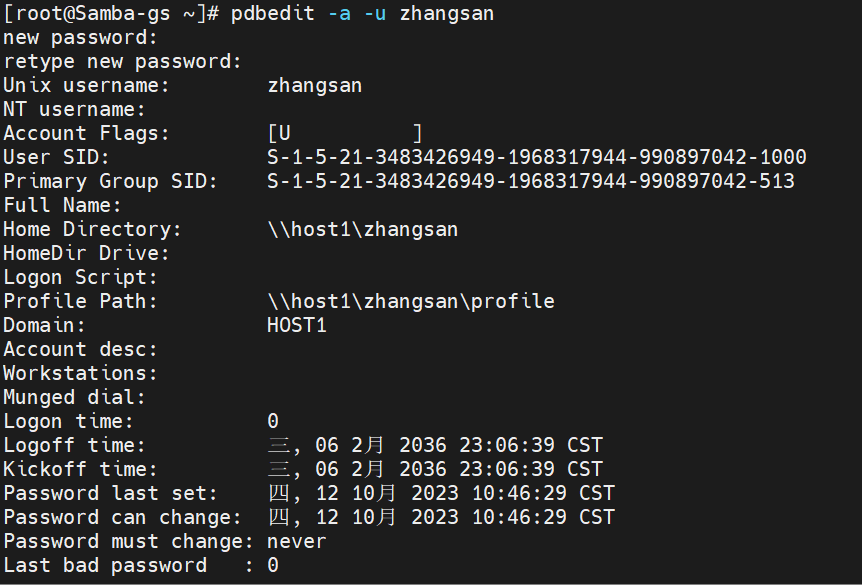 [root@Samba-gs ~]# pdbedit -a -u zhangsan
new password:
retype new password:
Unix username:        zhangsan
NT username:
Account Flags:        [U          ]
User SID:             S-1-5-21-3483426949-1968317944-990897042-1000
Primary Group SID:    S-1-5-21-3483426949-1968317944-990897042-513
Full Name:
Home Directory:       \\host1\zhangsan
HomeDir Drive:
Logon Script:
Profile Path:         \\host1\zhangsan\profile
Domain:               HOST1
Account desc:
Workstations:
Munged dial:
Logon time:           0
Logoff time:          三, 06 2月 2036 23:06:39 CST
Kickoff time:         三, 06 2月 2036 23:06:39 CST
Password last set:    四, 12 10月 2023 10:46:29 CST
Password can change:  四, 12 10月 2023 10:46:29 CST
Password must change: never
Last bad password   : 0